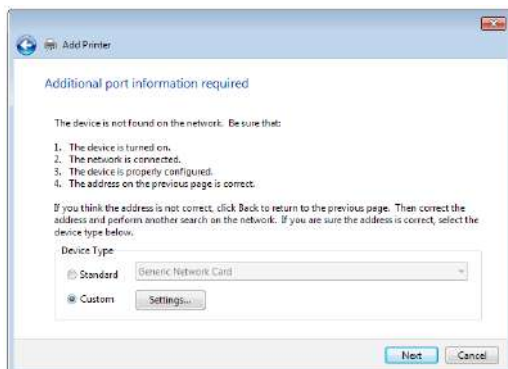 Add Printer
Additional port information required
The device is not found on the network. Be sure that:
1. The device is turned on.
2. The network is connected.
3. The device is properly configured.
4. The address on the previous page is correct.
If you think the address is not correct, click Back to return to the previous page. Then correct the
address and perform another search on the network. If you are sure the address is correct, select the
device type below.
Device Type
Standard
Generic Network Card
Custom
Settings...
Next
Cancel